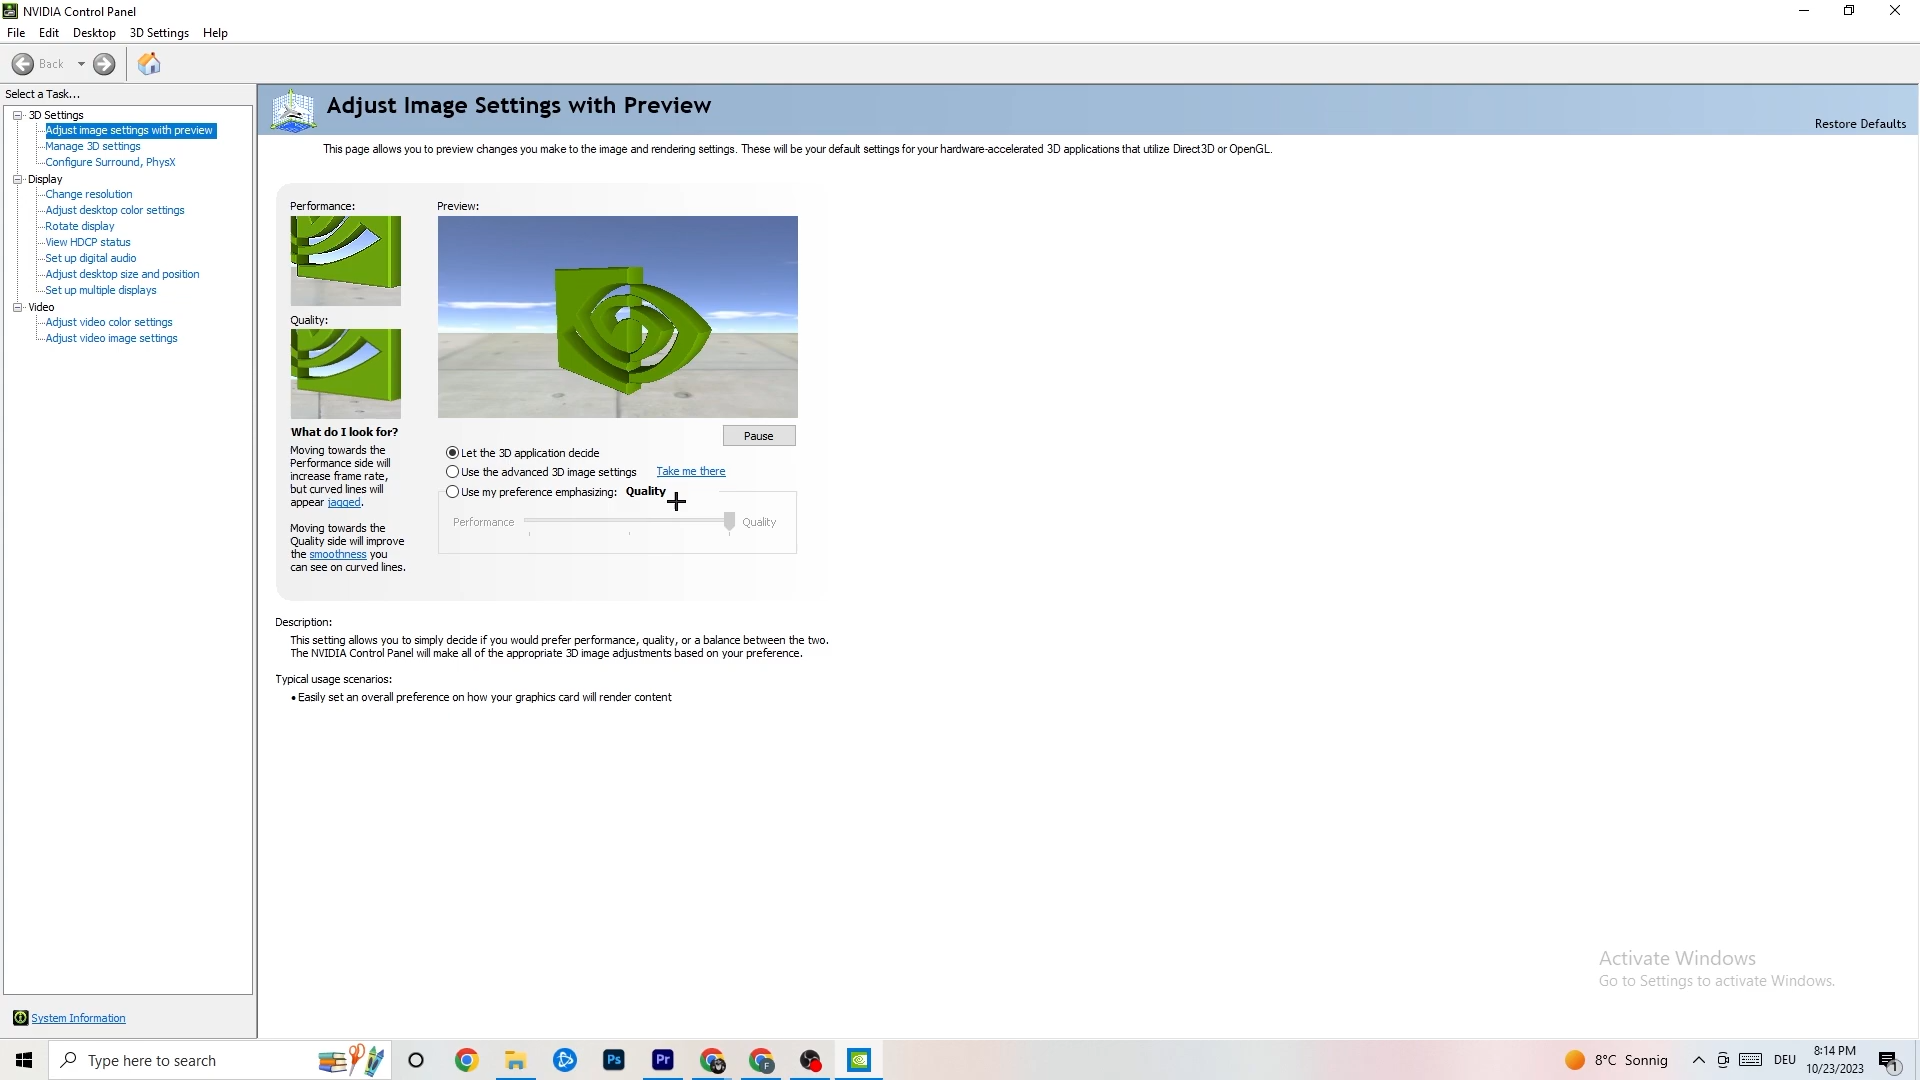 NVIDIA Control Panel
File Edit Desktop 3D Settings Help
Back
Select a Task...
3D Settings
Adjust image settings with preview
Manage 3D settings
Configure Surround, PhysX
Display
Change resolution
Adjust desktop color settings
Rotate display
View HDCP status
Set up digital audio
Adjust desktop size and position
Set up multiple displays
Video
Adjust video color settings
Adjust video image settings
System Information
Adjust Image Settings with Preview
Restore Defaults
This page allows you to preview changes you make to the image and rendering settings. These will be your default settings for your hardware-accelerated 3D applications that utilize Direct3D or OpenGL.
Performance:
Quality:
What do I look for?
Moving towards the
Performance side will
increase frame rate,
but curved lines will
appear jagged.
Moving towards the
Quality side will improve
the smoothness you
can see on curved lines.
Preview:
Pause
Let the 3D application decide
Use the advanced 3D image settings Take me there
Use my preference emphasizing: Quality
Performance Quality
Description:
This setting allows you to simply decide if you would prefer performance, quality, or a balance between the two.
The NVIDIA Control Panel will make all of the appropriate 3D image adjustments based on your preference.
Typical usage scenarios:
• Easily set an overall preference on how your graphics card will render content
Activate Windows
Go to Settings to activate Windows.
Type here to search
Ps
Pr
F
8°C Sonnig
DEU
8:14 PM
10/23/2023
1